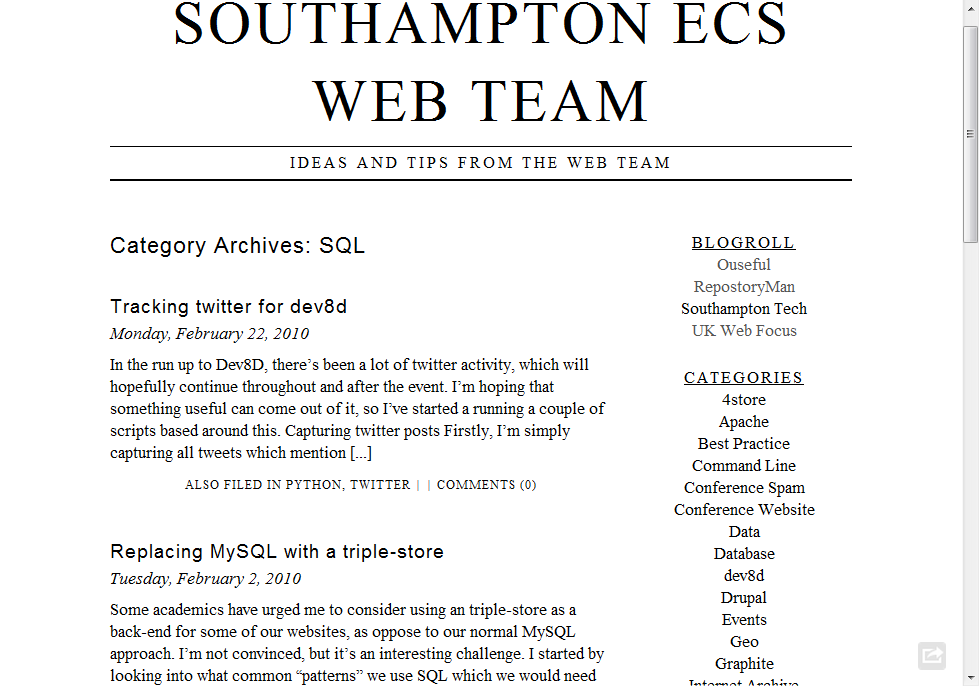 SOUTHAMPTON ECS
WEB TEAM
IDEAS AND TIPS FROM THE WEB TEAM
Category Archives: SQL
Tracking twitter for dev8d
Monday, February 22, 2010
In the run up to Dev8D, there’s been a lot of twitter activity, which will
hopefully continue throughout and after the event. I’m hoping that
something useful can come out of it, so I’ve started a running a couple of
scripts based around this. Capturing twitter posts Firstly, I’m simply
capturing all tweets which mention [...]
ALSO FILED IN PYTHON, TWITTER | | COMMENTS (0)
Replacing MySQL with a triple-store
Tuesday, February 2, 2010
Some academics have urged me to consider using an triple-store as a
back-end for some of our websites, as oppose to our normal MySQL
approach. I’m not convinced, but it’s an interesting challenge. I started by
looking into what common “patterns” we use SQL which we would need
BLOGROLL
Ouseful
RepostoryMan
Southampton Tech
UK Web Focus
CATEGORIES
4store
Apache
Best Practice
Command Line
Conference Spam
Conference Website
Data
Database
dev8d
Drupal
Events
Geo
Graphite
Internet Archive